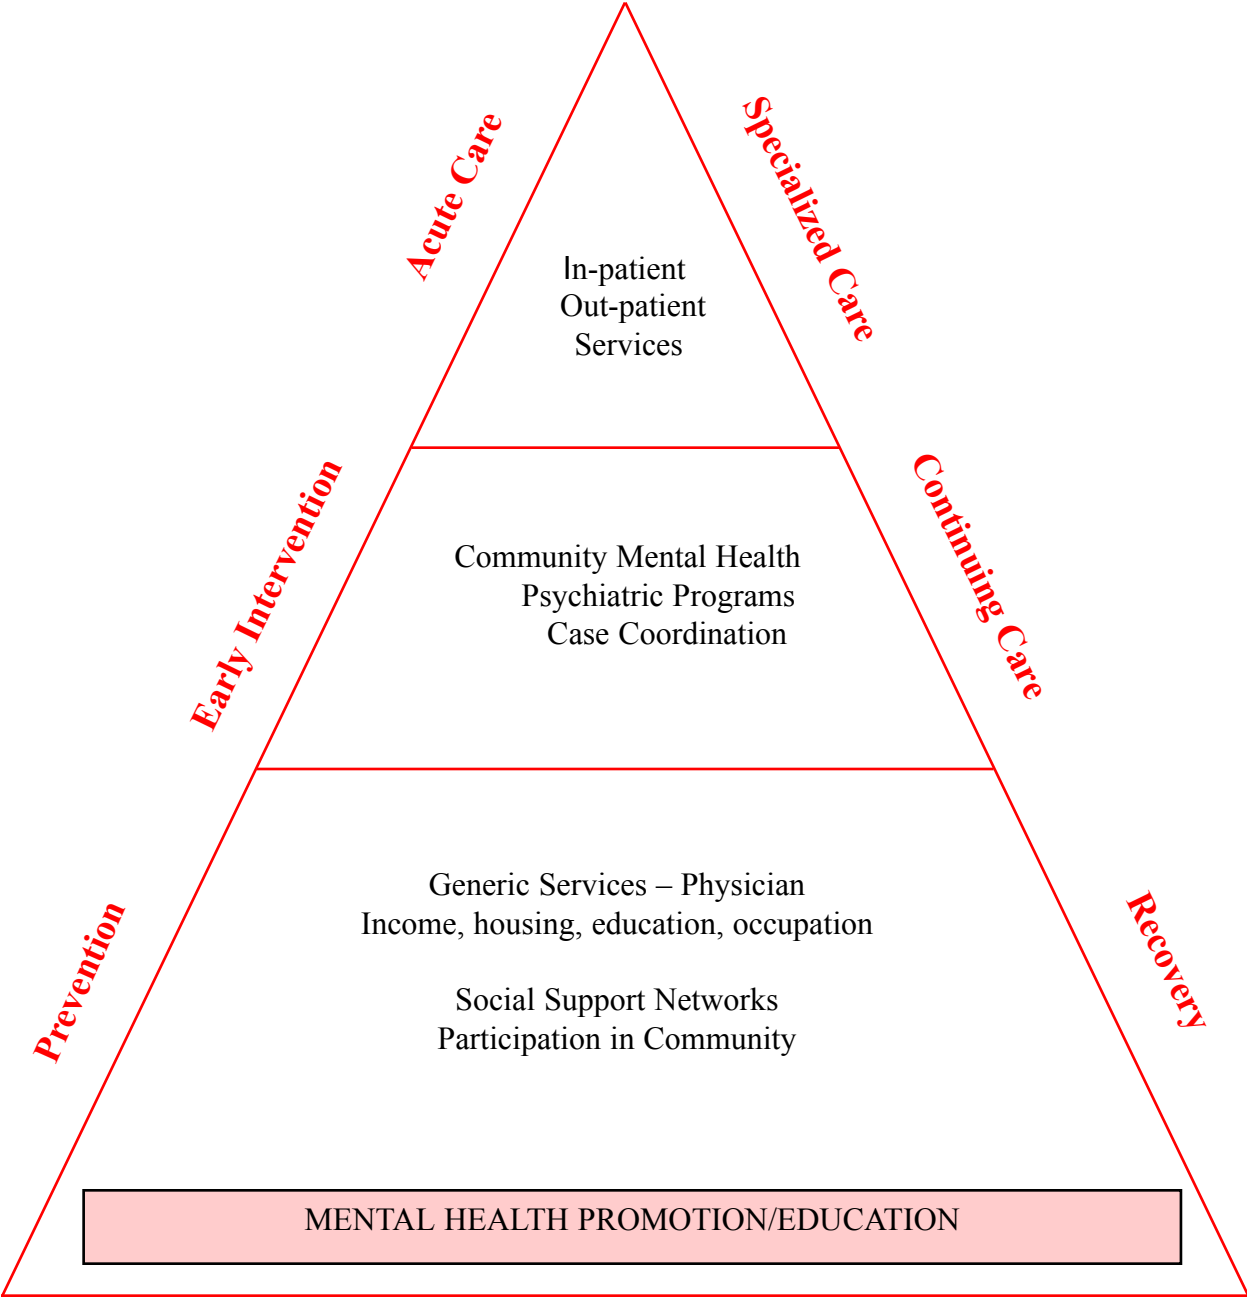 Acute Care
Specialized Care
In-patient
Out-patient
Services
Early Intervention
Continuing Care
Community Mental Health
Psychiatric Programs
Case Coordination
Prevention
Recovery
Generic Services – Physician
Income, housing, education, occupation
Social Support Networks
Participation in Community
MENTAL HEALTH PROMOTION/EDUCATION